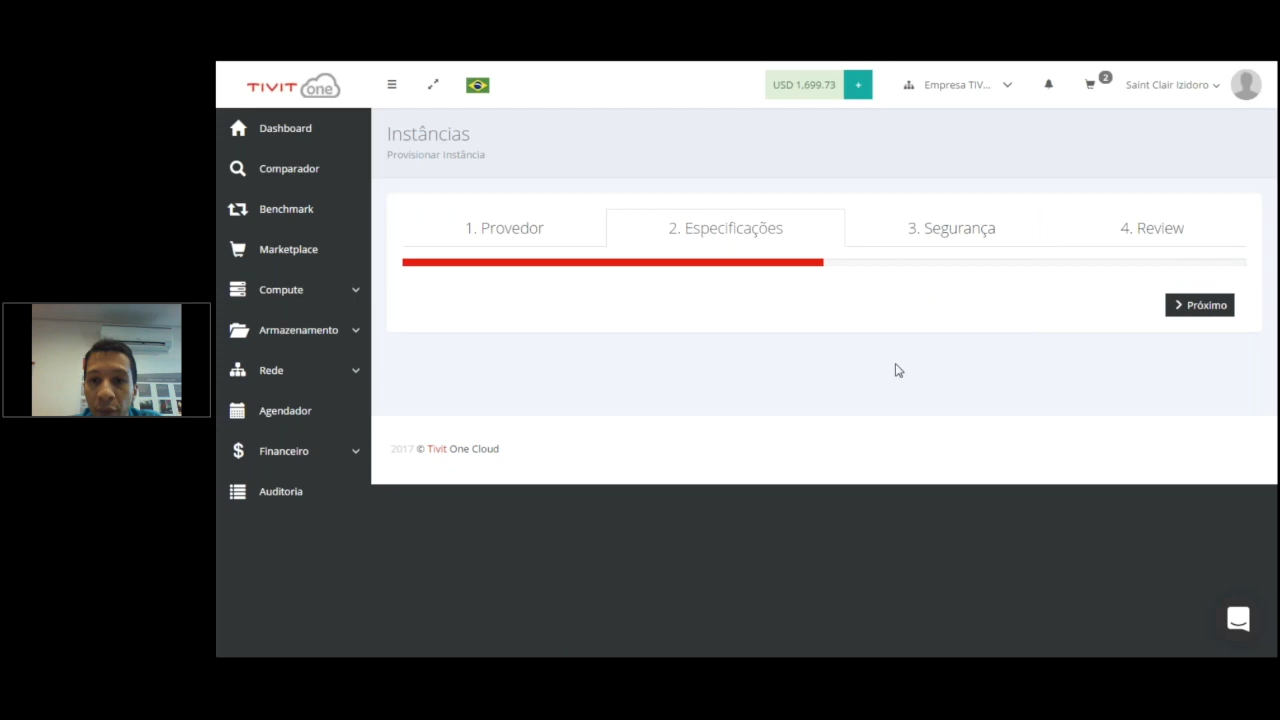 TIVIT one
USD 1,699.73 +
Empresa TIV...
2
Saint Clair Izidoro
Dashboard
Comparador
Benchmark
Marketplace
Compute
Armazenamento
Rede
Agendador
Financeiro
Auditoria
Instâncias
Provisionar Instância
1. Provedor
2. Especificações
3. Segurança
4. Review
Próximo
2017 © Tivit One Cloud